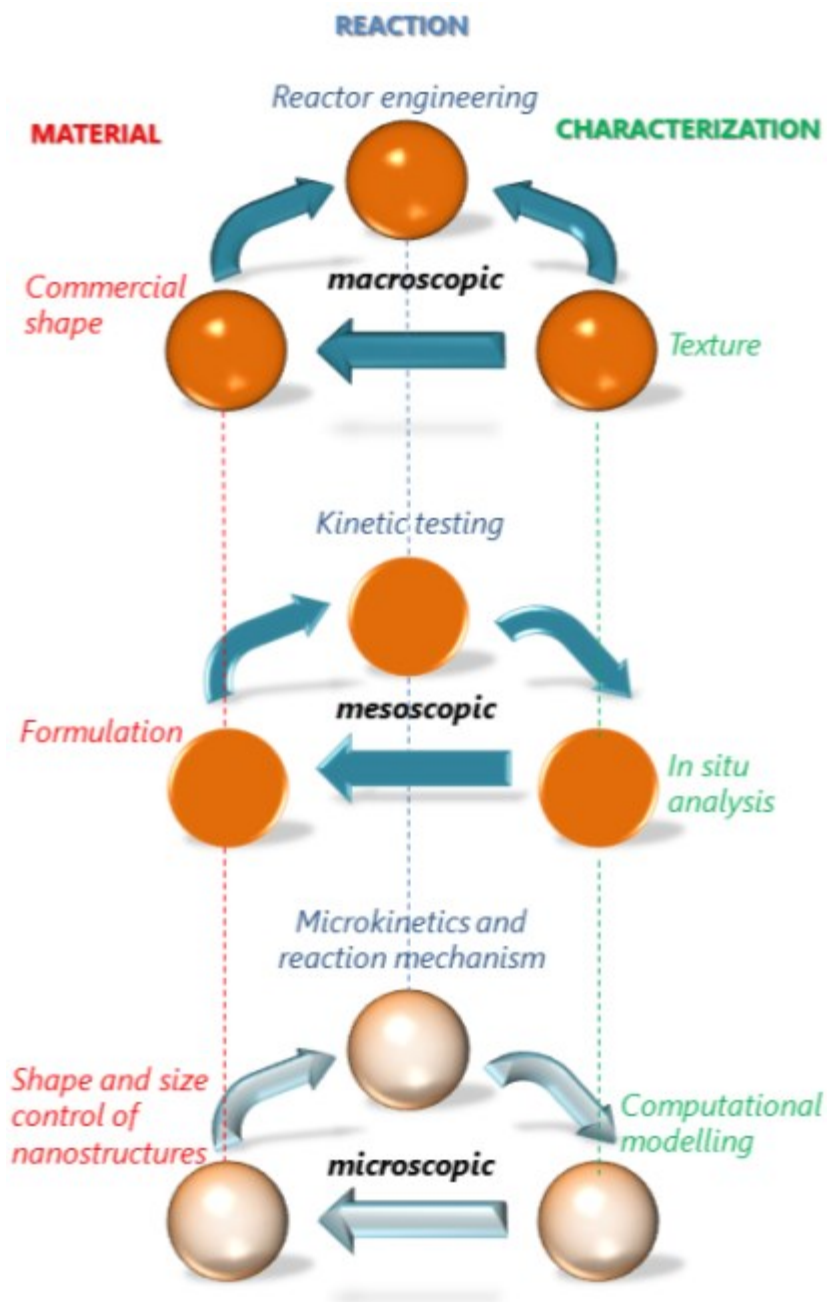 REACTION
Reactor engineering
MATERIAL
CHARACTERIZATION
Commercial
shape
macroscopic
Texture
Kinetic testing
Formulation
mesoscopic
In situ
analysis
Microkinetics and
reaction mechanism
Shape and size
control of
nanostructures
Computational
modelling
microscopic